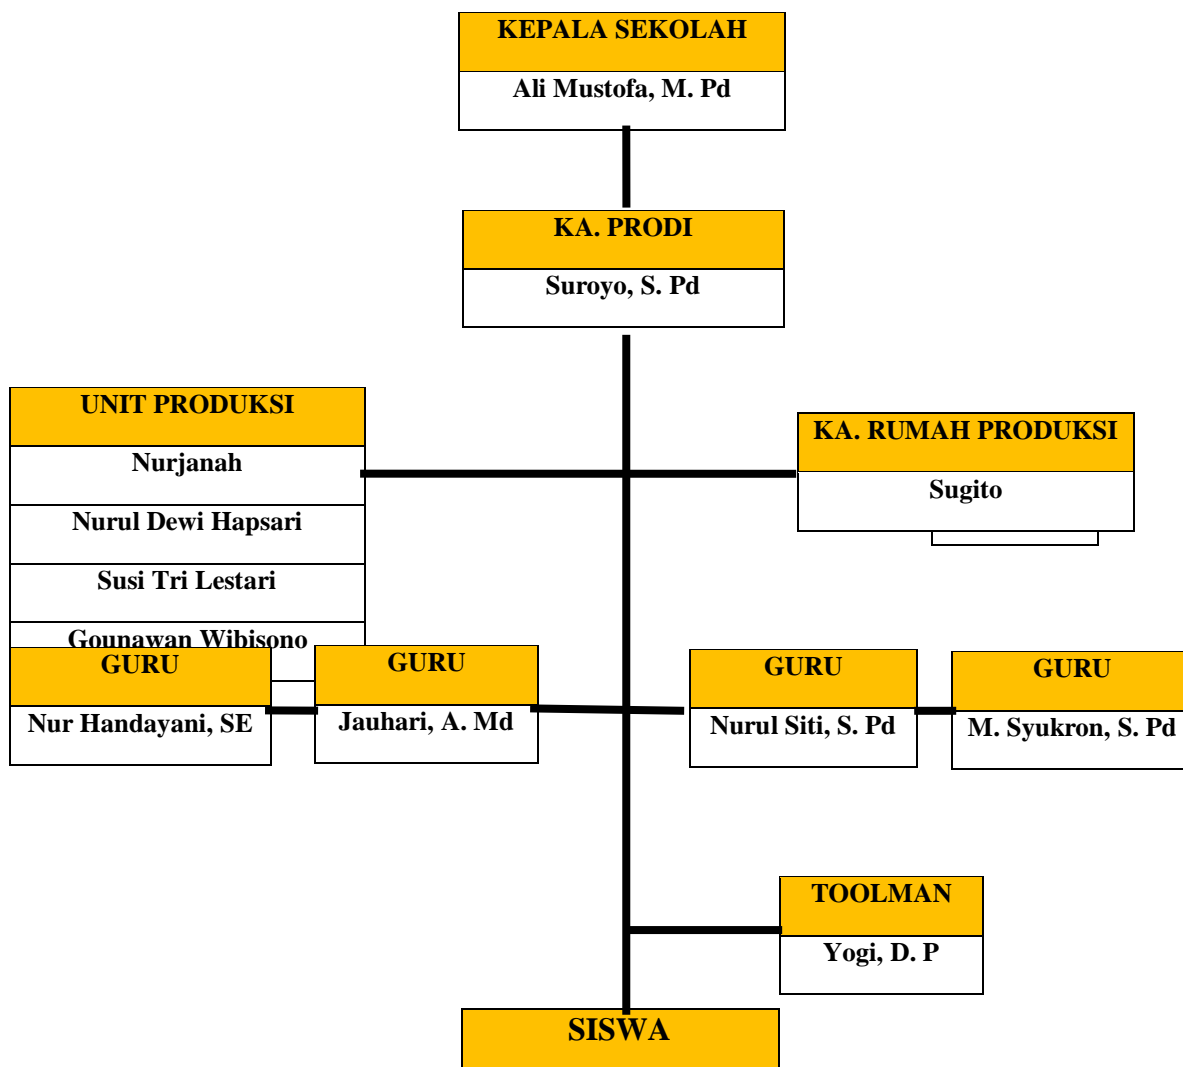 KEPALA SEKOLAH
Ali Mustofa, M. Pd
KA. PRODI
Suroyo, S. Pd
UNIT PRODUKSI
Nurjanah
Nurul Dewi Hapsari
Susi Tri Lestari
Gounawan Wibisono
KA. RUMAH PRODUKSI
Sugito
GURU
Nur Handayani, SE
GURU
Jauhari, A. Md
GURU
Nurul Siti, S. Pd
GURU
M. Syukron, S. Pd
TOOLMAN
Yogi, D. P
SISWA